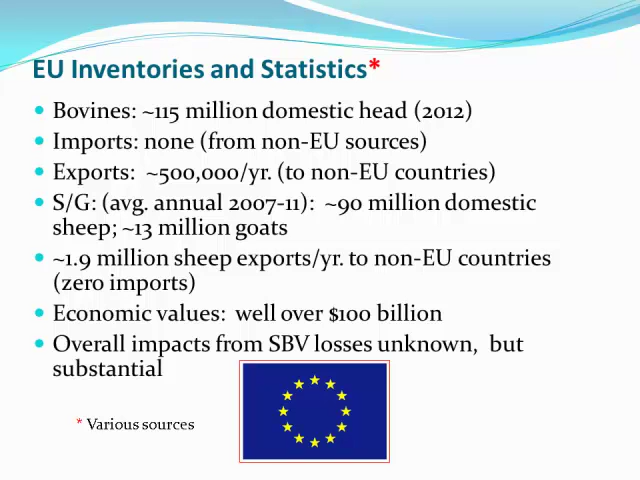 EU Inventories and Statistics*
• Bovines: ~115 million domestic head (2012)
• Imports: none (from non-EU sources)
• Exports:  ~500,000/yr. (to non-EU countries)
• S/G: (avg. annual 2007-11):  ~90 million domestic
sheep; ~13 million goats
• ~1.9 million sheep exports/yr. to non-EU countries
(zero imports)
• Economic values:  well over $100 billion
• Overall impacts from SBV losses unknown,  but
substantial
* Various sources